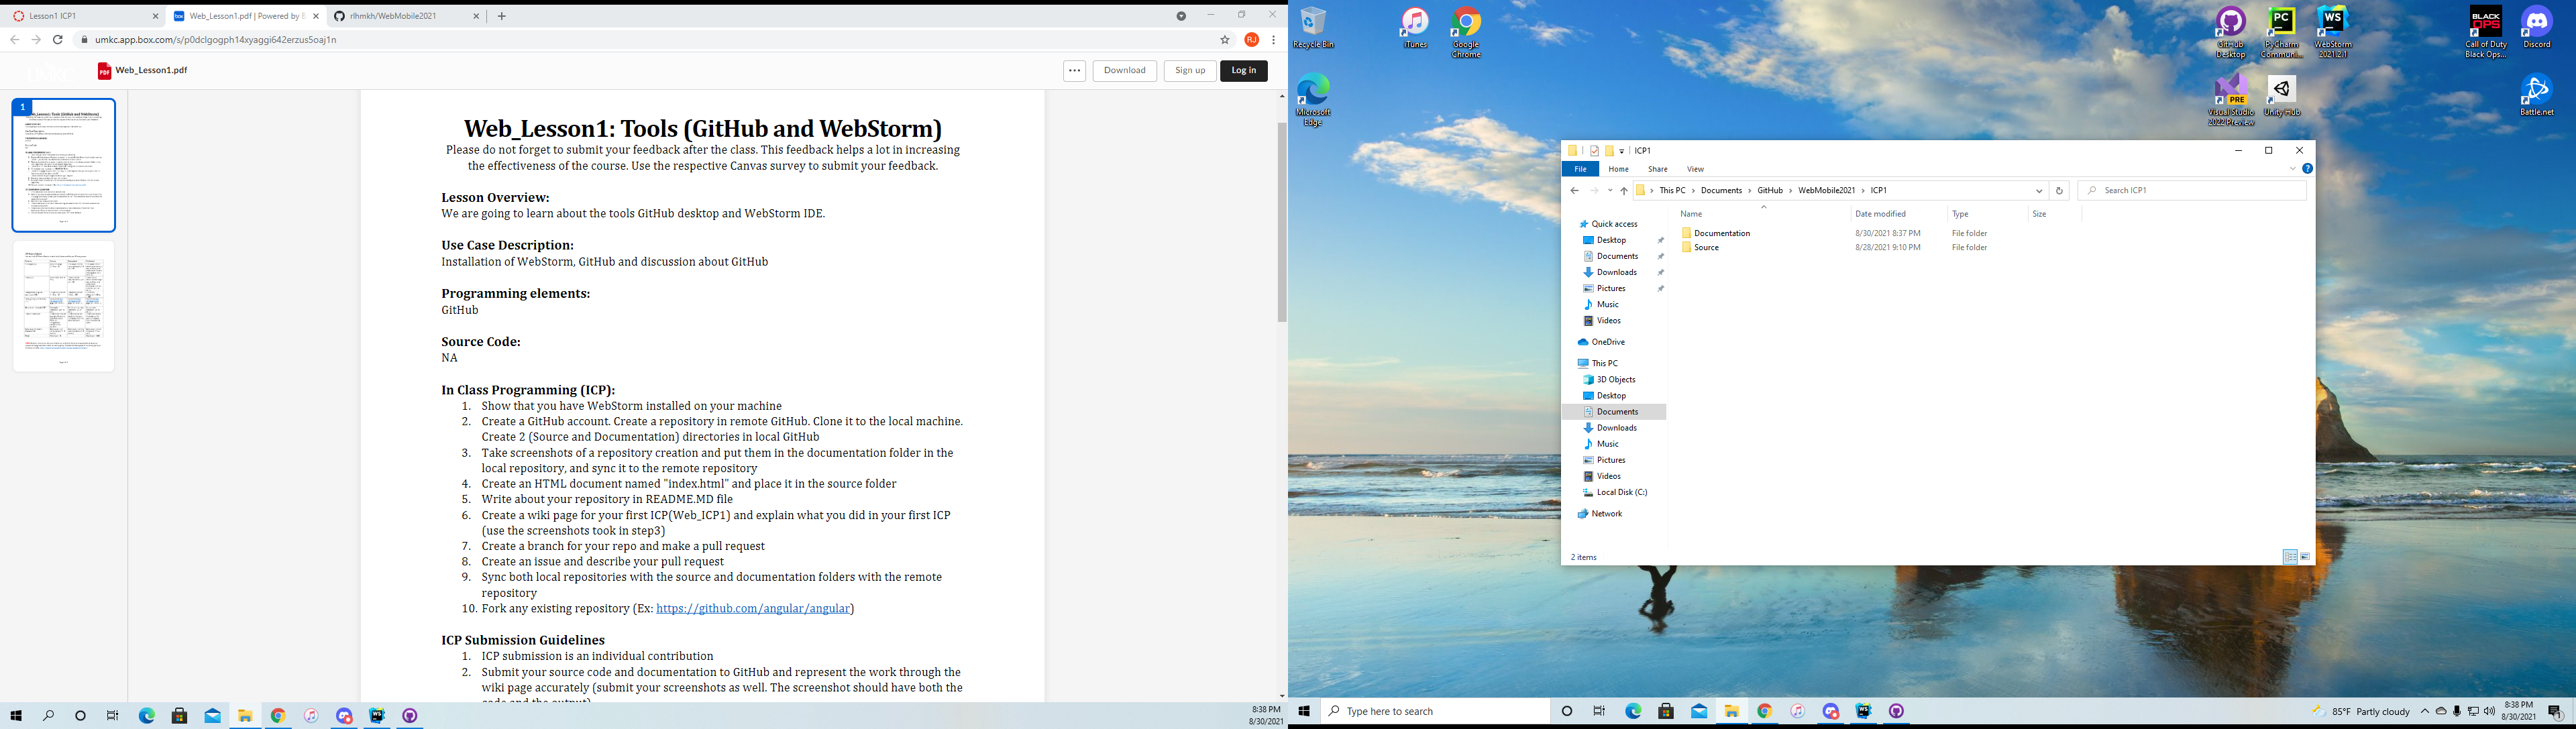 Lesson1 ICP1
Web_Lesson1.pdf | Powered by
rlhmkh/WebMobile2021
umkc.app.box.com/s/p0dclgogph14xyaggi642erzus5oaj1n
RJ
Web_Lesson1.pdf
Download
Sign up
Log in
1
Web_Lesson1: Tools (GitHub and WebStorm)
Please do not forget to submit your feedback after the class. This feedback helps a lot in increasing
the effectiveness of the course. Use the respective Canvas survey to submit your feedback.
Lesson Overview:
We are going to learn about the tools GitHub desktop and WebStorm IDE.
Use Case Description:
Installation of WebStorm, GitHub and discussion about GitHub
Programming elements:
GitHub
Source Code:
NA
In Class Programming (ICP):
1. Show that you have WebStorm installed on your machine
2. Create a GitHub account. Create a repository in remote GitHub. Clone it to the local machine.
Create 2 (Source and Documentation) directories in local GitHub
3. Take screenshots of a repository creation and put them in the documentation folder in the
local repository, and sync it to the remote repository
4. Create an HTML document named "index.html" and place it in the source folder
5. Write about your repository in README.MD file
6. Create a wiki page for your first ICP(Web_ICP1) and explain what you did in your first ICP
(use the screenshots took in step3)
7. Create a branch for your repo and make a pull request
8. Create an issue and describe your pull request
9. Sync both local repositories with the source and documentation folders with the remote
repository
10. Fork any existing repository (Ex: https://github.com/angular/angular)
ICP Submission Guidelines
1. ICP submission is an individual contribution
2. Submit your source code and documentation to GitHub and represent the work through the
wiki page accurately (submit your screenshots as well. The screenshot should have both the
code and the output)
8:38 PM
8/30/2021
Recycle Bin
iTunes
Google
Chrome
Microsoft
Edge
GitHub
Desktop
PyCharm
Communi...
WebStorm
2021.2.1
Call of Duty
Black Ops...
Discord
Visual Studio
2022 Preview
Unity Hub
Battle.net
ICP1
File
Home
Share
View
This PC
Documents
GitHub
WebMobile2021
ICP1
Search ICP1
Name
Date modified
Type
Size
Documentation
8/30/2021 8:37 PM
File folder
Source
8/28/2021 9:10 PM
File folder
Quick access
Desktop
Documents
Downloads
Pictures
Music
Videos
OneDrive
This PC
3D Objects
Desktop
Documents
Downloads
Music
Pictures
Videos
Local Disk (C:)
Network
2 items
Type here to search
85°F Partly cloudy
8:38 PM
8/30/2021